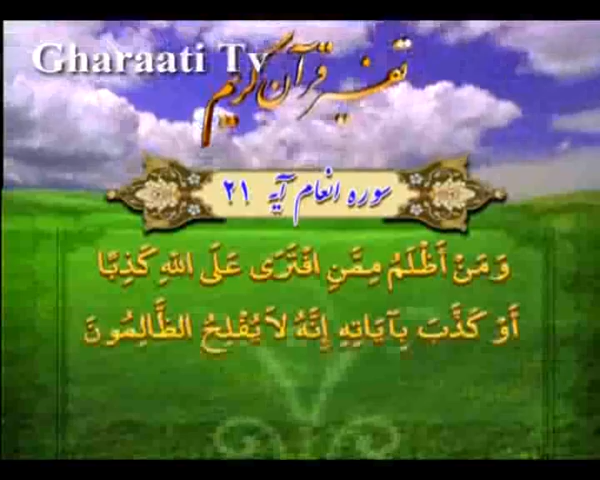 Gharaati Tv
تفسیر قرآن کریم
سوره انعام آیه ۲۱
وَمَنْ أَظْلَمُ مِمَّنِ افْتَرَى عَلَى اللَّهِ كَذِبًا
أَوْ كَذَّبَ بِآيَاتِهِ إِنَّهُ لَا يُفْلِحُ الظَّالِمُونَ